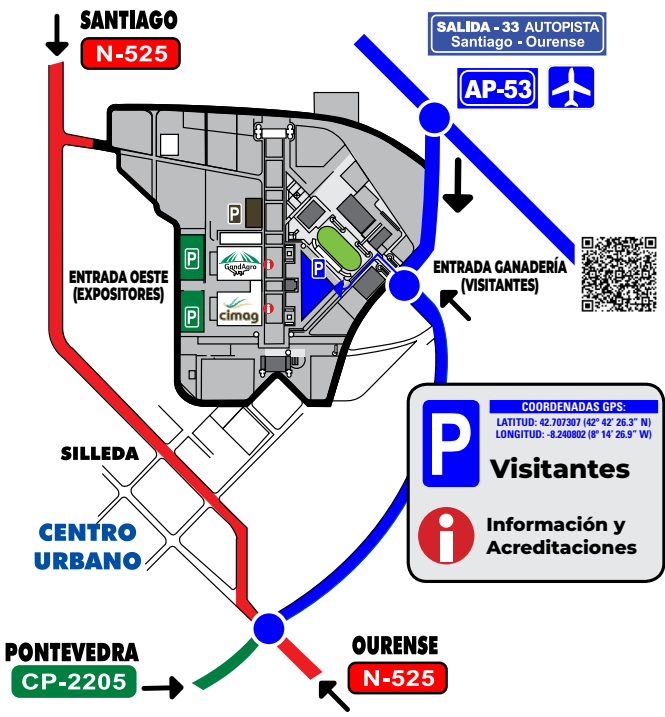 SANTIAGO
N-525
SALIDA - 33 AUTOPISTA
Santiago - Ourense
AP-53
P
ENTRADA OESTE
(EXPOSITORES)
P
GandAgro
i
P
ENTRADA GANADERÍA
(VISITANTES)
P
cimag
i
COORDENADAS GPS:
LATITUD: 42.707307 (42º 42' 26.3" N)
LONGITUD: -8.240802 (8º 14' 26.9" W)
P
Visitantes
i
Información y
Acreditaciones
SILLEDA
CENTRO
URBANO
PONTEVEDRA
CP-2205
OURENSE
N-525